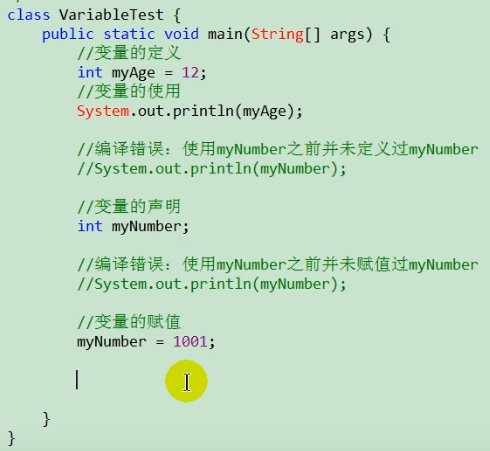 class VariableTest {
public static void main(String[] args) {
//变量的定义
int myAge = 12;
//变量的使用
System.out.println(myAge);
//编译错误：使用myNumber之前并未定义过myNumber
//System.out.println(myNumber);
//变量的声明
int myNumber;
//编译错误：使用myNumber之前并未赋值过myNumber
//System.out.println(myNumber);
//变量的赋值
myNumber = 1001;
}
}